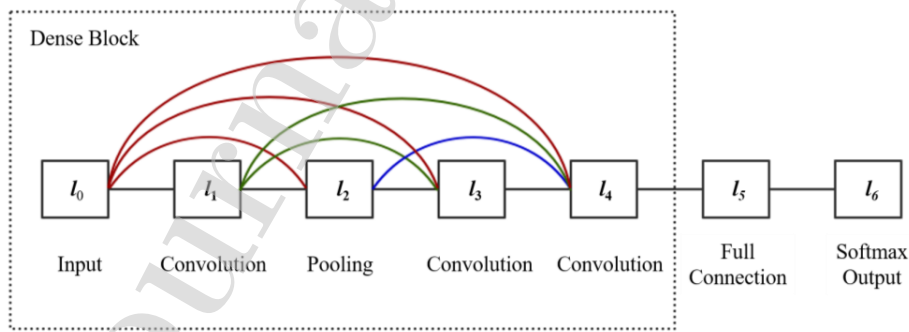 Dense Block
l0 l1 l2 l3 l4 l5 l6
Input Convolution Pooling Convolution Convolution Full Connection Softmax Output